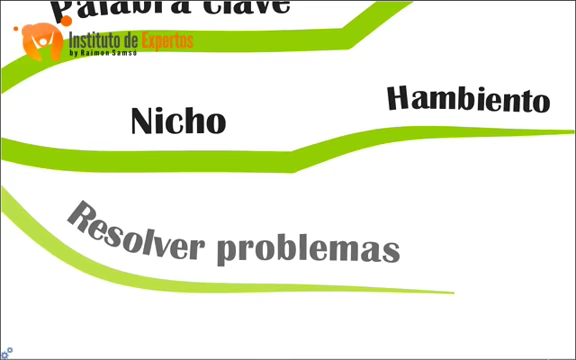 Palabra clave
Instituto de Expertos
by Raimon Samsó
Hambiento
Nicho
Resolver problemas